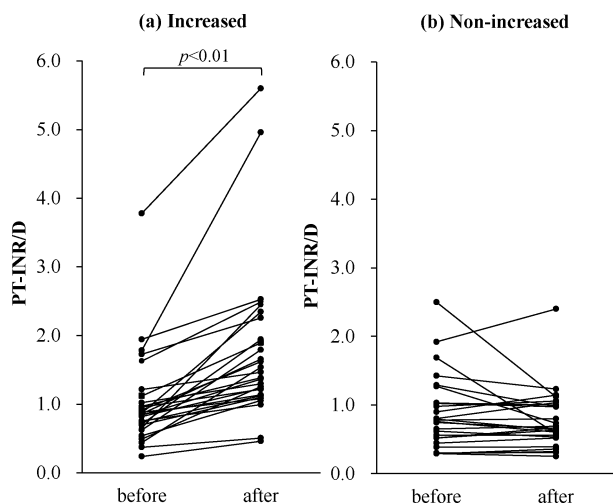 (a) Increased
p<0.01
6.0
5.0
4.0
3.0
2.0
1.0
0.0
PT-INR/D
before after
(b) Non-increased
6.0
5.0
4.0
3.0
2.0
1.0
0.0
PT-INR/D
before after